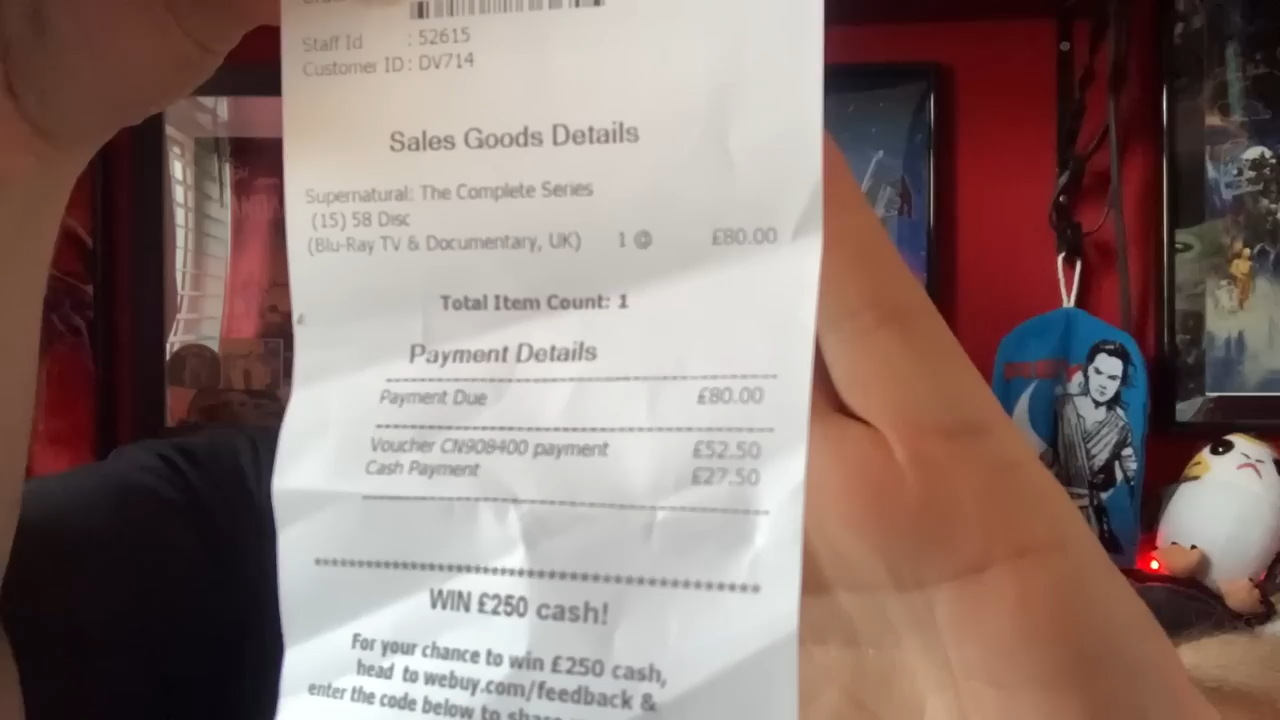 Staff Id : 52615
Customer ID : DV714
Sales Goods Details
Supernatural: The Complete Series
(15) 58 Disc
(Blu-Ray TV & Documentary, UK) 1 @ £80.00
Total Item Count: 1
Payment Details
Payment Due £80.00
Voucher CN908400 payment £52.50
Cash Payment £27.50
WIN £250 cash!
For your chance to win £250 cash,
head to webuy.com/feedback &
enter the code below to